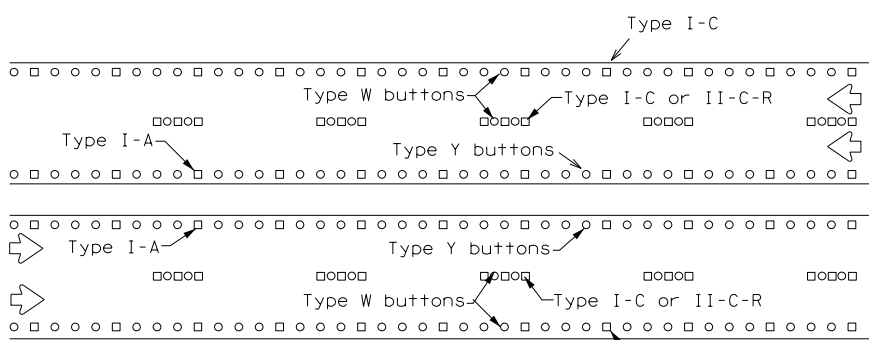 Type I-C
Type W buttons
Type I-C or II-C-R
Type I-A
Type Y buttons
Type I-A
Type Y buttons
Type W buttons
Type I-C or II-C-R